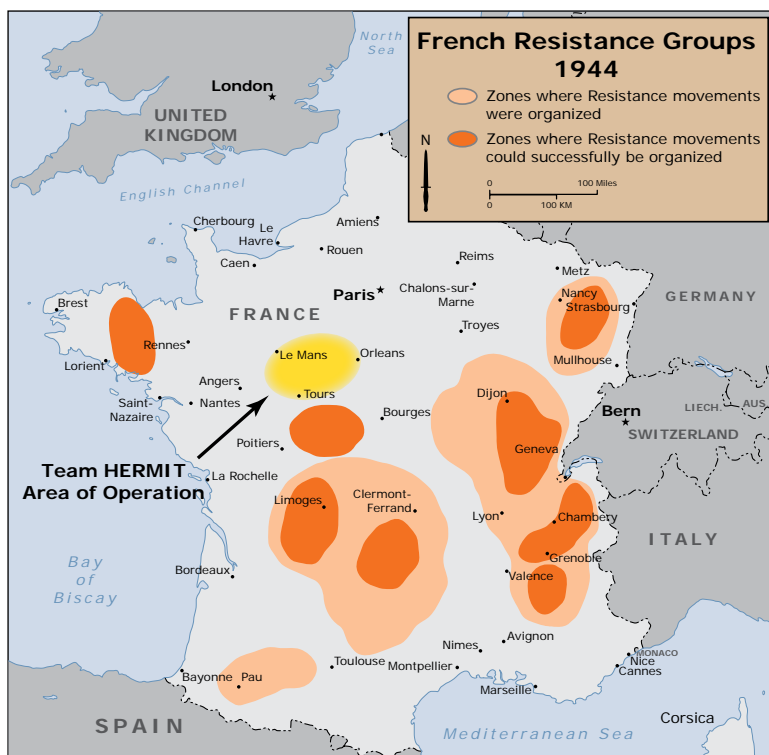 French Resistance Groups
1944
Zones where Resistance movements
were organized
Zones where Resistance movements
could successfully be organized
N
0 100 Miles
0 100 KM
North
Sea
London
UNITED
KINGDOM
English Channel
Cherbourg
Le
Havre
Amiens
Rouen
Caen
Reims
Metz
Paris
Chalons-sur-
Marne
Nancy
Strasbourg
GERMANY
Brest
FRANCE
Troyes
Rennes
Le Mans
Orleans
Mullhouse
Lorient
Angers
Tours
Dijon
Saint-
Nazaire
Nantes
Bourges
Bern
LIECH.
AUS.
SWITZERLAND
Poitiers
Geneva
Team HERMIT
Area of Operation
La Rochelle
Limoges
Clermont-
Ferrand
Lyon
Chambery
ITALY
Grenoble
Bay
of
Biscay
Bordeaux
Valence
Avignon
Nimes
Toulouse
Montpellier
MONACO
Nice
Cannes
Bayonne
Pau
Marseille
SPAIN
Corsica
Mediterranean Sea